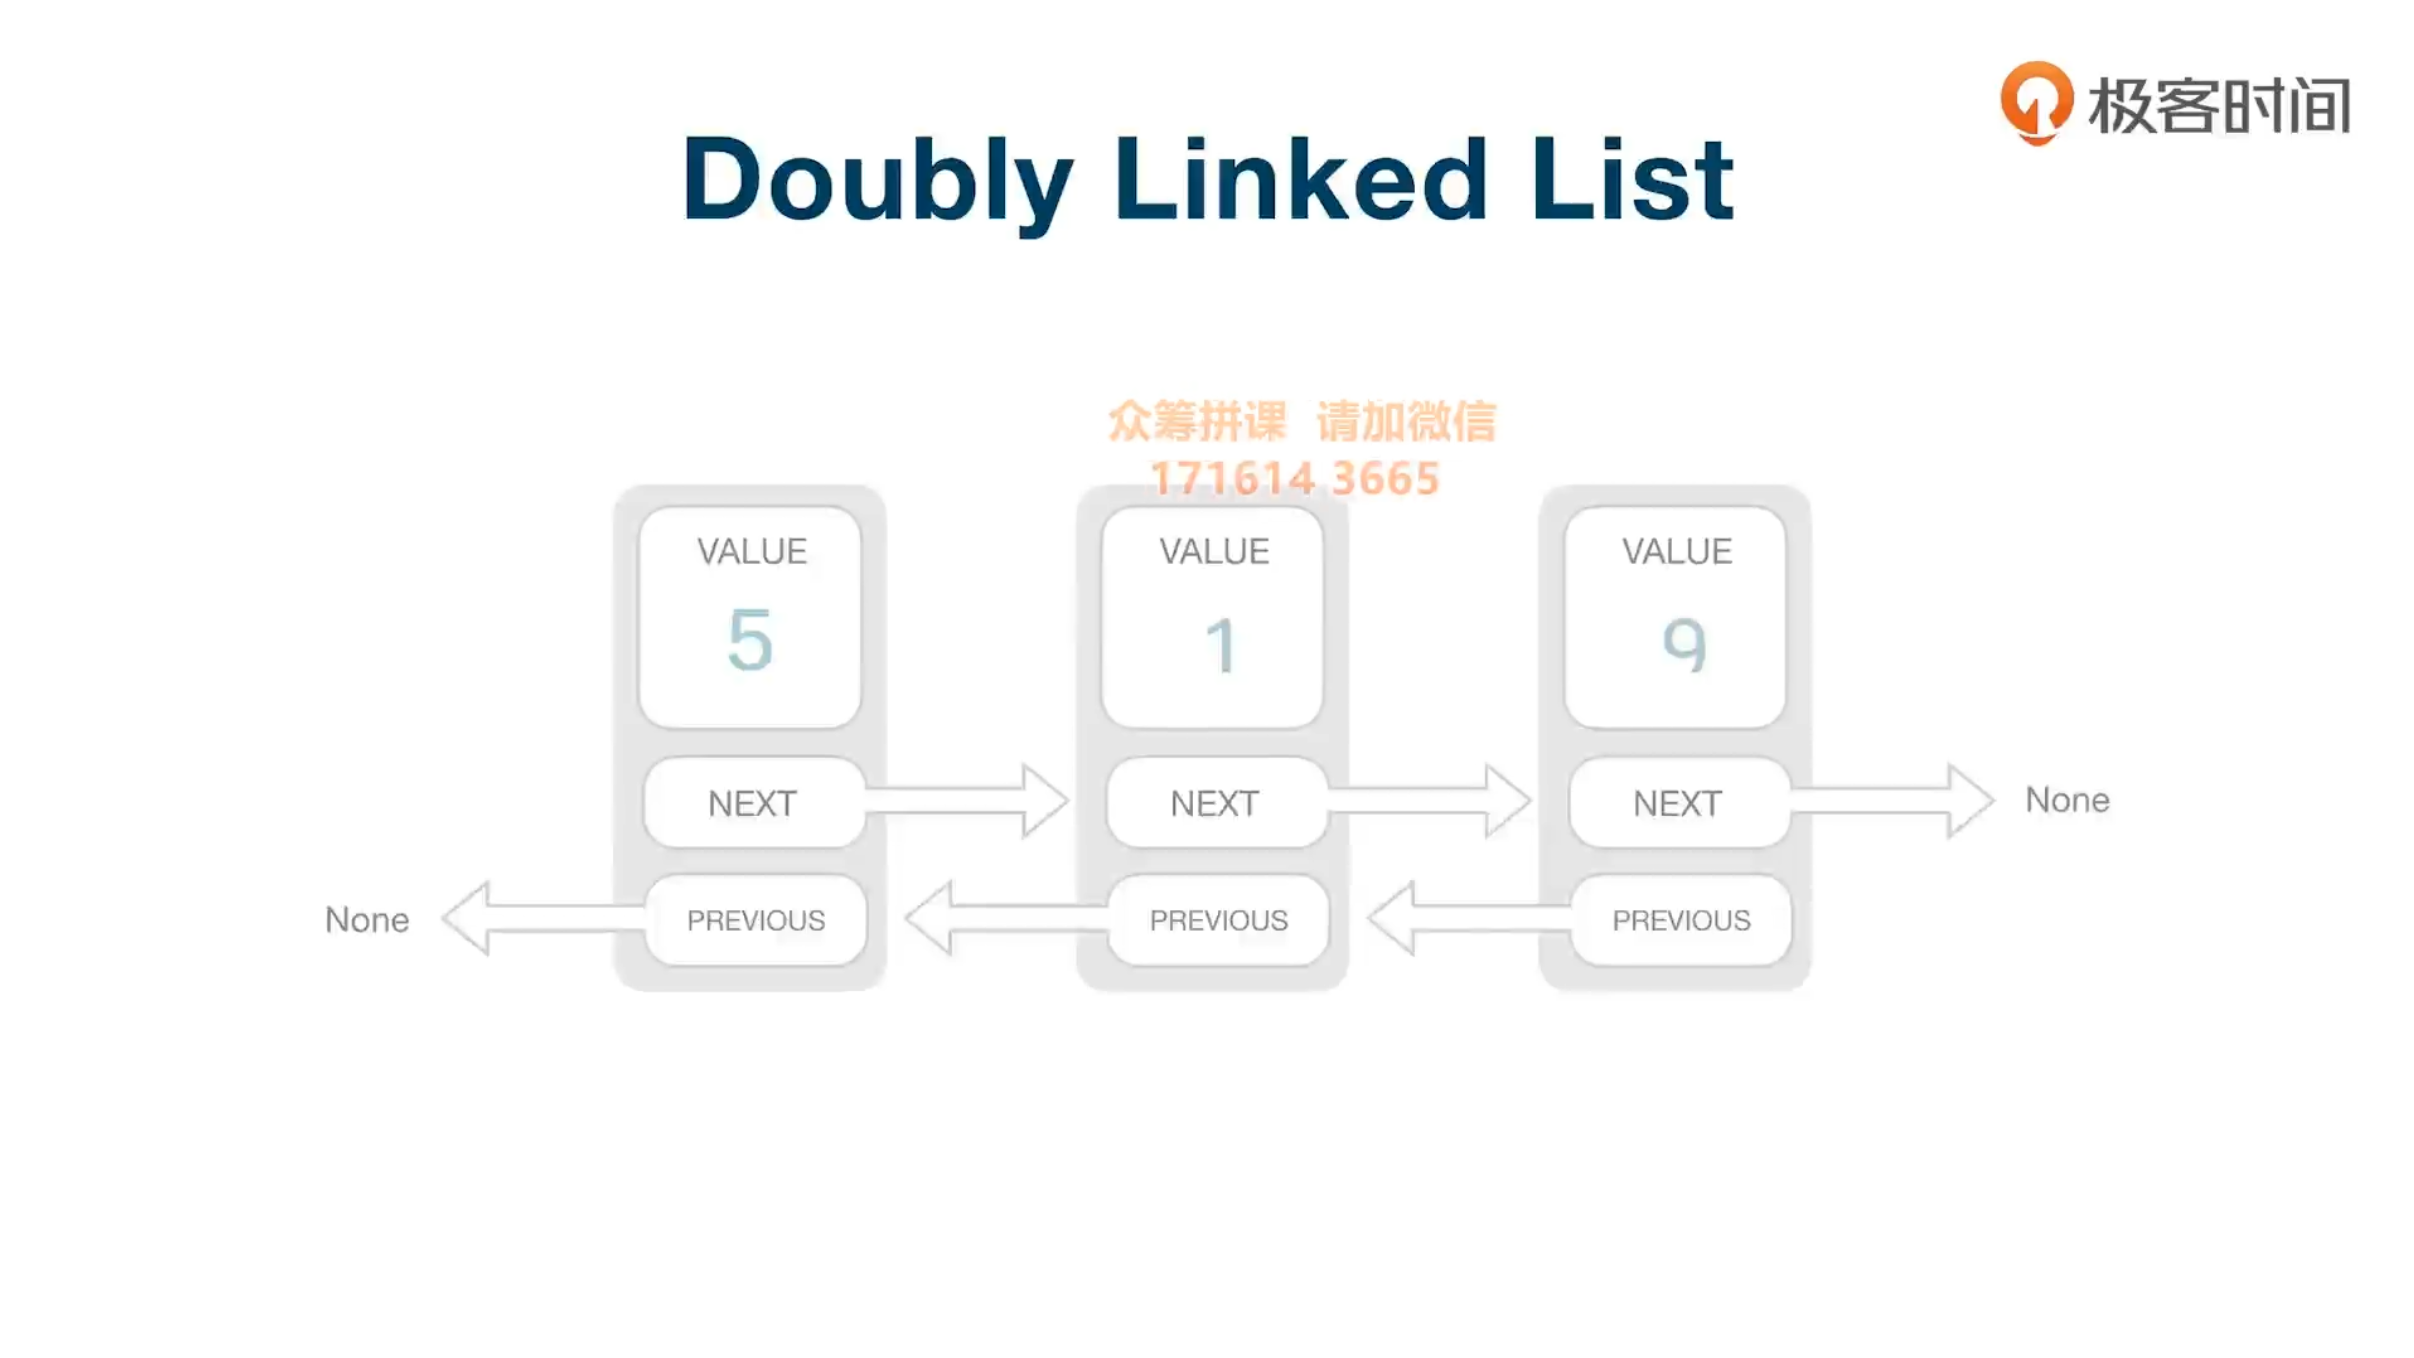 极客时间
Doubly Linked List
众筹拼课 请加微信
171614 3665
VALUE VALUE VALUE
5 1 9
NEXT NEXT NEXT None
None PREVIOUS PREVIOUS PREVIOUS